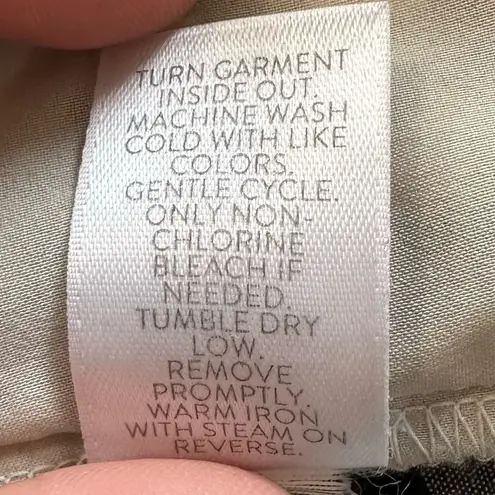 TURN GARMENT
INSIDE OUT.
MACHINE WASH
COLD WITH LIKE
COLORS.
GENTLE CYCLE.
ONLY NON-
CHLORINE
BLEACH IF
NEEDED.
TUMBLE DRY
LOW.
REMOVE
PROMPTLY.
WARM IRON
WITH STEAM ON
REVERSE.